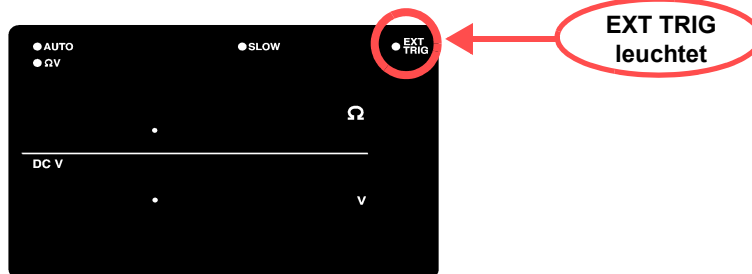 AUTO
SLOW
EXT
TRIG
ΩV
Ω
DC V
V
EXT TRIG
leuchtet